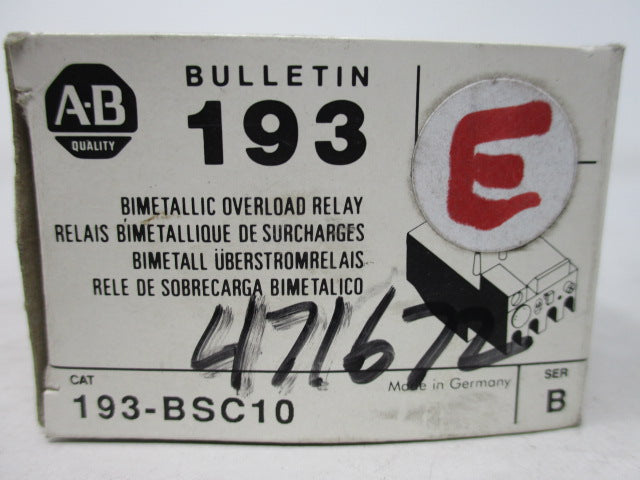 A-B
QUALITY
BULLETIN
193
E
BIMETALLIC OVERLOAD RELAY
RELAIS BIMETALLIQUE DE SURCHARGES
BIMETALL ÜBERSTROMRELAIS
RELE DE SOBRECARGA BIMETALICO
471672
Made in Germany
CAT
193-BSC10
SER
B